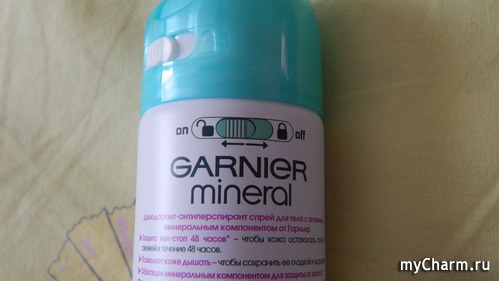 on off
GARNIER
mineral
Дезодорант-антиперспирант спрей для тела с
минеральным компонентом от Гарньер
Защита нон-стоп 48 часов* – чтобы кожа оставалась
свежей в течение 48 часов.
Позволяет коже дышать – чтобы сохранить ее гладкой и
Обогащен минеральным компонентом для защиты от
myCharm.ru